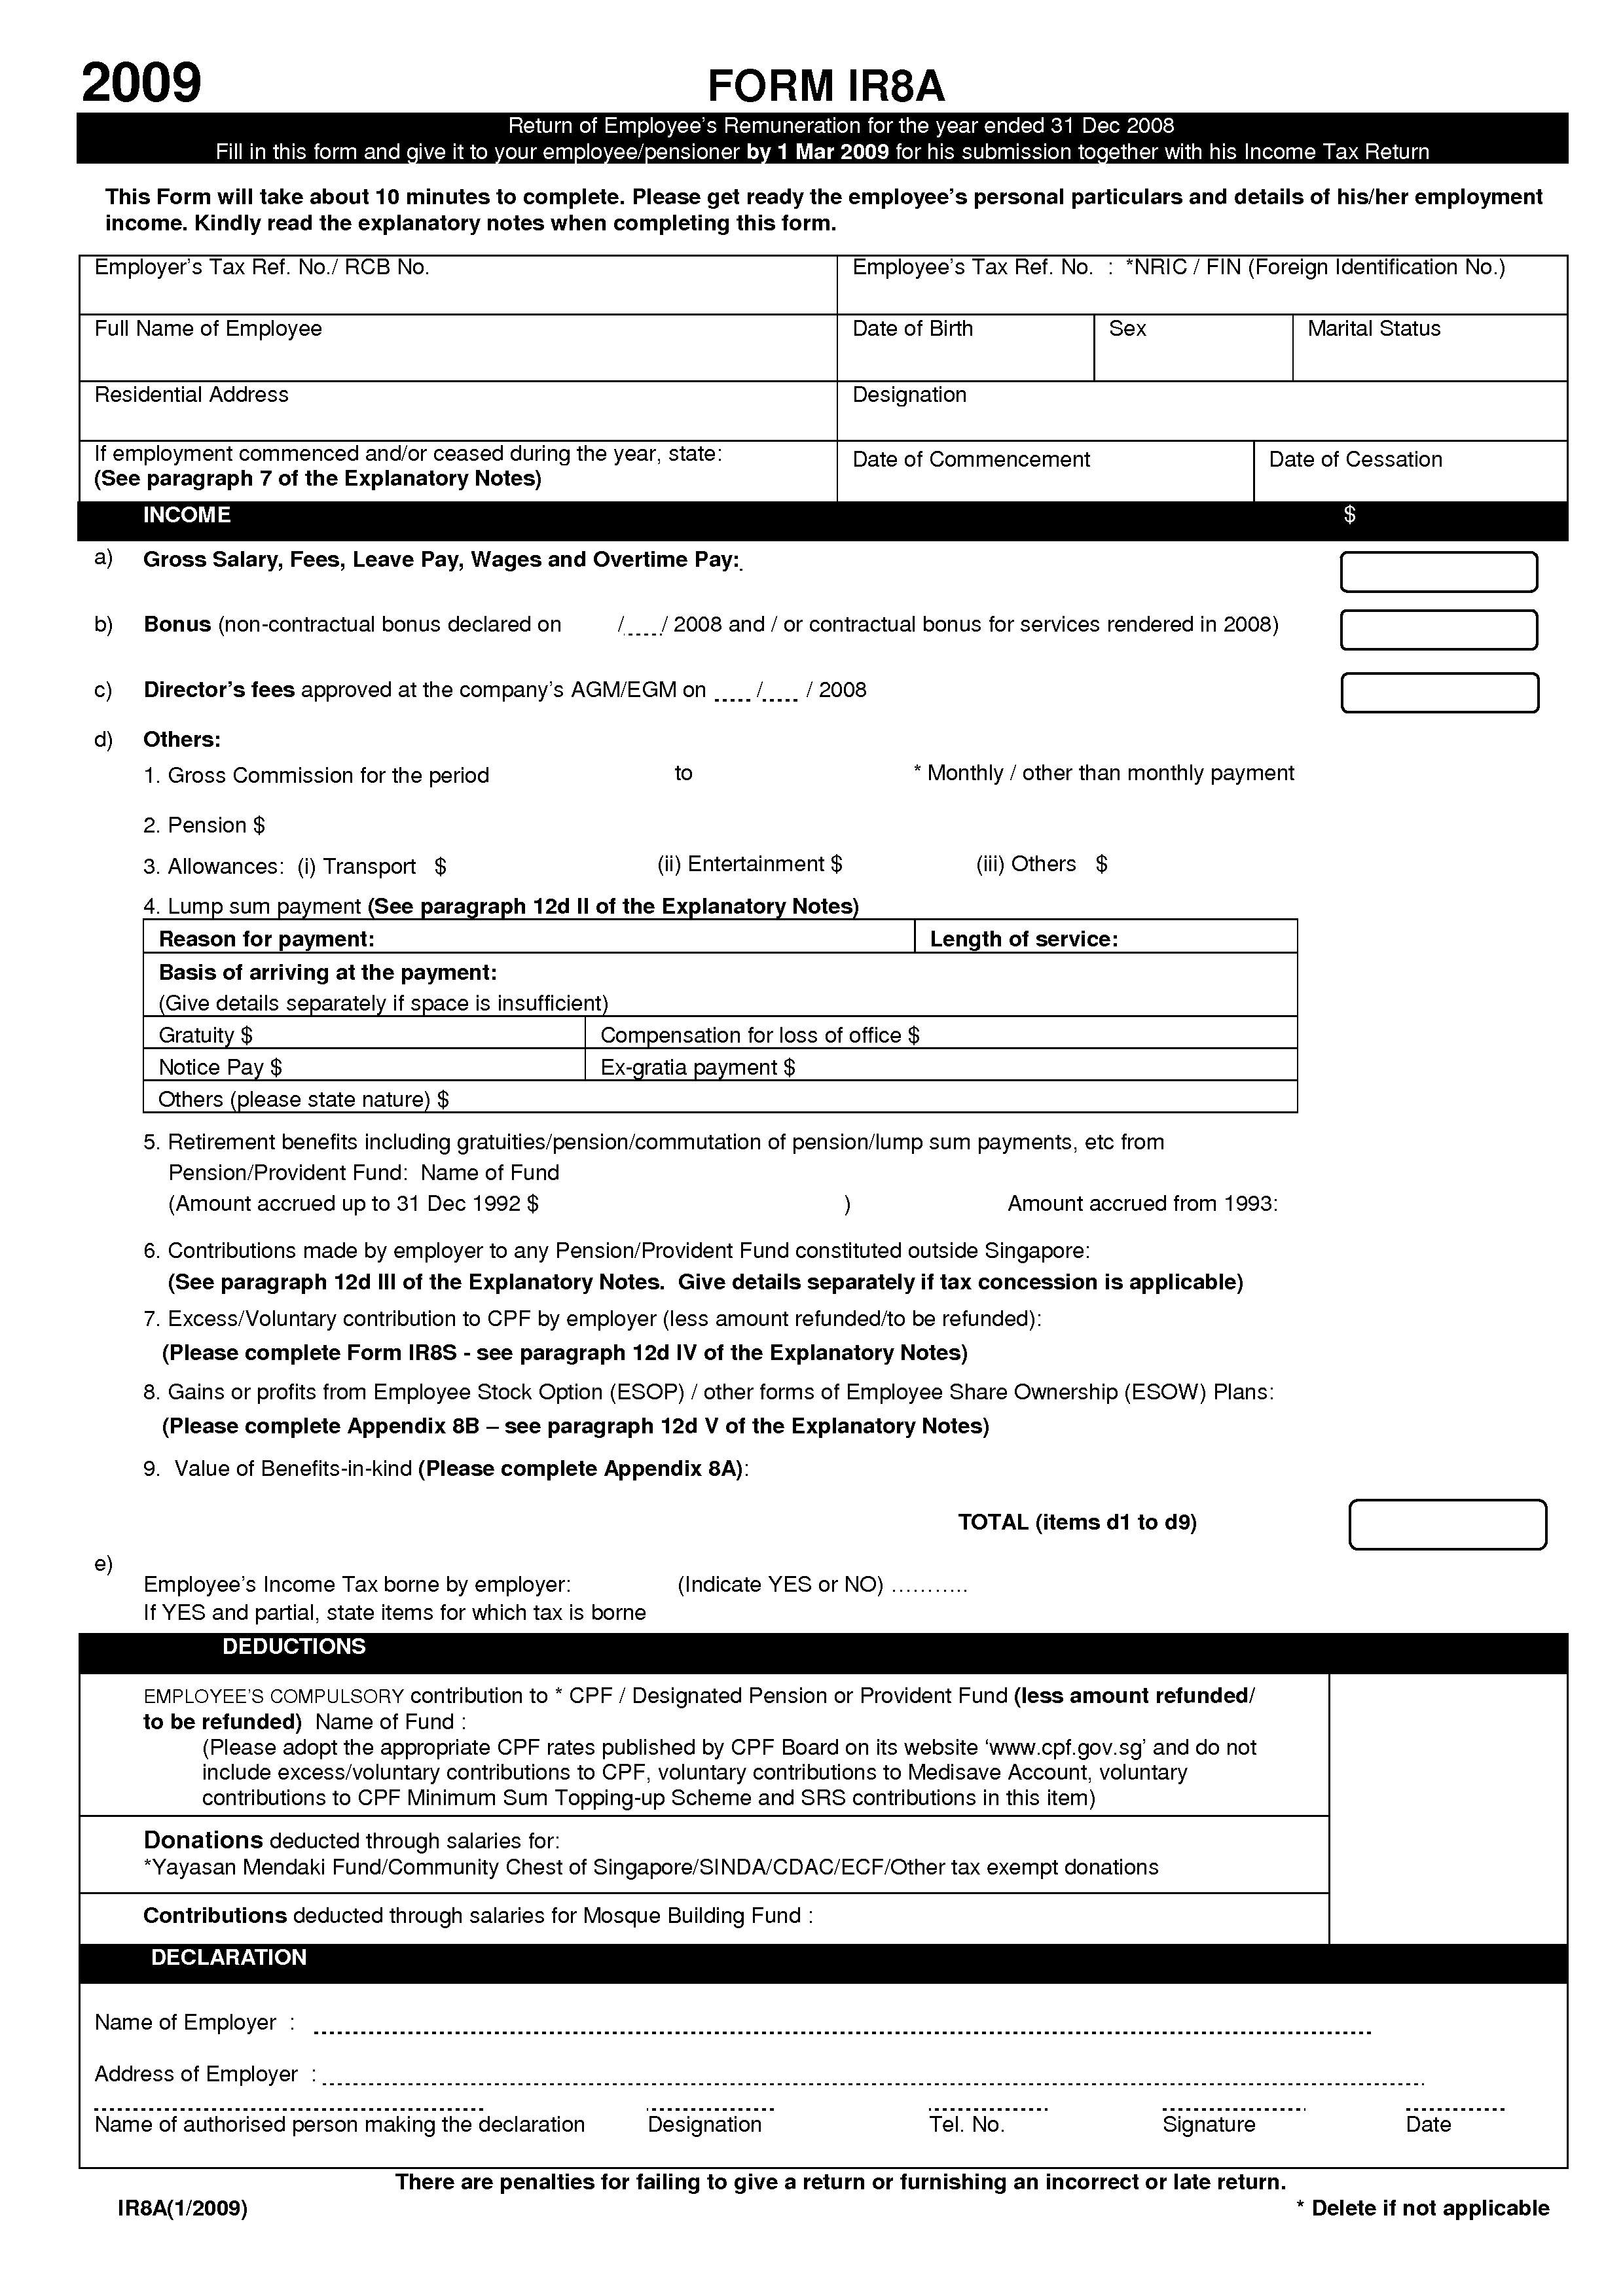 2009 FORM IR8A
Return of Employee's Remuneration for the year ended 31 Dec 2008
Fill in this form and give it to your employee/pensioner by 1 Mar 2009 for his submission together with his Income Tax Return
This Form will take about 10 minutes to complete. Please get ready the employee's personal particulars and details of his/her employment
income. Kindly read the explanatory notes when completing this form.
Employer's Tax Ref. No./ RCB No. Employee's Tax Ref. No. : *NRIC / FIN (Foreign Identification No.)
Full Name of Employee Date of Birth Sex Marital Status
Residential Address Designation
If employment commenced and/or ceased during the year, state:
(See paragraph 7 of the Explanatory Notes) Date of Commencement Date of Cessation
INCOME $
a) Gross Salary, Fees, Leave Pay, Wages and Overtime Pay:
b) Bonus (non-contractual bonus declared on /..../ 2008 and / or contractual bonus for services rendered in 2008)
c) Director's fees approved at the company's AGM/EGM on ..... /..... / 2008
d) Others:
1. Gross Commission for the period to * Monthly / other than monthly payment
2. Pension $
3. Allowances: (i) Transport $ (ii) Entertainment $ (iii) Others $
4. Lump sum payment (See paragraph 12d II of the Explanatory Notes)
Reason for payment: Length of service:
Basis of arriving at the payment:
(Give details separately if space is insufficient)
Gratuity $ Compensation for loss of office $
Notice Pay $ Ex-gratia payment $
Others (please state nature) $
5. Retirement benefits including gratuities/pension/commutation of pension/lump sum payments, etc from
Pension/Provident Fund: Name of Fund
(Amount accrued up to 31 Dec 1992 $ ) Amount accrued from 1993:
6. Contributions made by employer to any Pension/Provident Fund constituted outside Singapore:
(See paragraph 12d III of the Explanatory Notes. Give details separately if tax concession is applicable)
7. Excess/Voluntary contribution to CPF by employer (less amount refunded/to be refunded):
(Please complete Form IR8S - see paragraph 12d IV of the Explanatory Notes)
8. Gains or profits from Employee Stock Option (ESOP) / other forms of Employee Share Ownership (ESOW) Plans:
(Please complete Appendix 8B – see paragraph 12d V of the Explanatory Notes)
9. Value of Benefits-in-kind (Please complete Appendix 8A):
TOTAL (items d1 to d9)
e)
Employee's Income Tax borne by employer: (Indicate YES or NO) ...........
If YES and partial, state items for which tax is borne
DEDUCTIONS
EMPLOYEE'S COMPULSORY contribution to * CPF / Designated Pension or Provident Fund (less amount refunded/
to be refunded) Name of Fund :
(Please adopt the appropriate CPF rates published by CPF Board on its website 'www.cpf.gov.sg' and do not
include excess/voluntary contributions to CPF, voluntary contributions to Medisave Account, voluntary
contributions to CPF Minimum Sum Topping-up Scheme and SRS contributions in this item)
Donations deducted through salaries for:
*Yayasan Mendaki Fund/Community Chest of Singapore/SINDA/CDAC/ECF/Other tax exempt donations
Contributions deducted through salaries for Mosque Building Fund :
DECLARATION
Name of Employer :
Address of Employer :
Name of authorised person making the declaration Designation Tel. No. Signature Date
There are penalties for failing to give a return or furnishing an incorrect or late return.
IR8A(1/2009) * Delete if not applicable